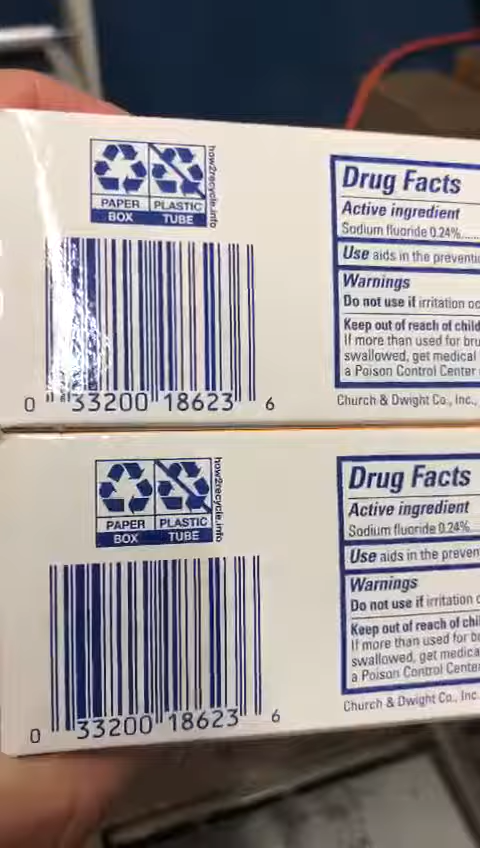 PAPER PLASTIC
BOX TUBE
how2recycle.info
0 33200 18623 6
Drug Facts
Active ingredient
Sodium fluoride 0.24%......
Use aids in the preventi
Warnings
Do not use if irritation oc
Keep out of reach of child
If more than used for bru
swallowed, get medical
a Poison Control Center
Church & Dwight Co., Inc.,
PAPER PLASTIC
BOX TUBE
how2recycle.info
0 33200 18623 6
Drug Facts
Active ingredient
Sodium fluoride 0.24%...
Use aids in the preven
Warnings
Do not use if irritation
Keep out of reach of chil
If more than used for b
swallowed, get medica
a Poison Control Cente
Church & Dwight Co., Inc.